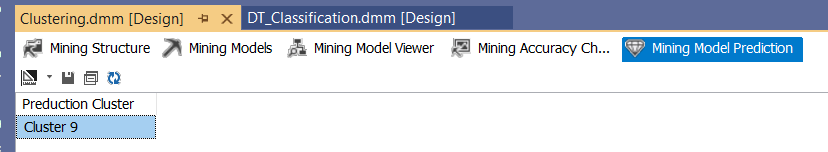 Clustering.dmm [Design] DT_Classification.dmm [Design]
Mining Structure Mining Models Mining Model Viewer Mining Accuracy Ch... Mining Model Prediction
Preduction Cluster
Cluster 9